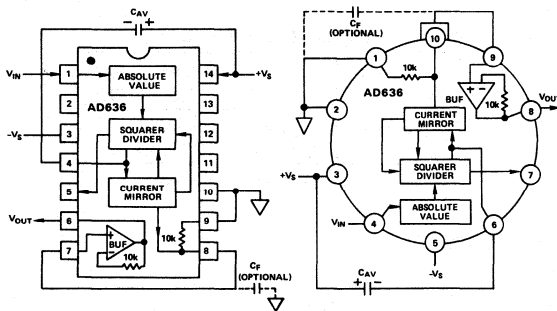 CAV
− +
VIN
1
ABSOLUTE
VALUE
14
+VS
2
AD636
13
−VS
3
SQUARER
DIVIDER
12
4
11
5
CURRENT
MIRROR
10
VOUT
6
9
7
+
−
BUF
10k
10k
8
CF
(OPTIONAL)
CF
(OPTIONAL)
10
1
9
10k
AD636
BUF
+ −
10k
8
VOUT
2
CURRENT
MIRROR
+VS
3
SQUARER
DIVIDER
7
ABSOLUTE
VALUE
VIN
4
6
5
−VS
CAV
+ −